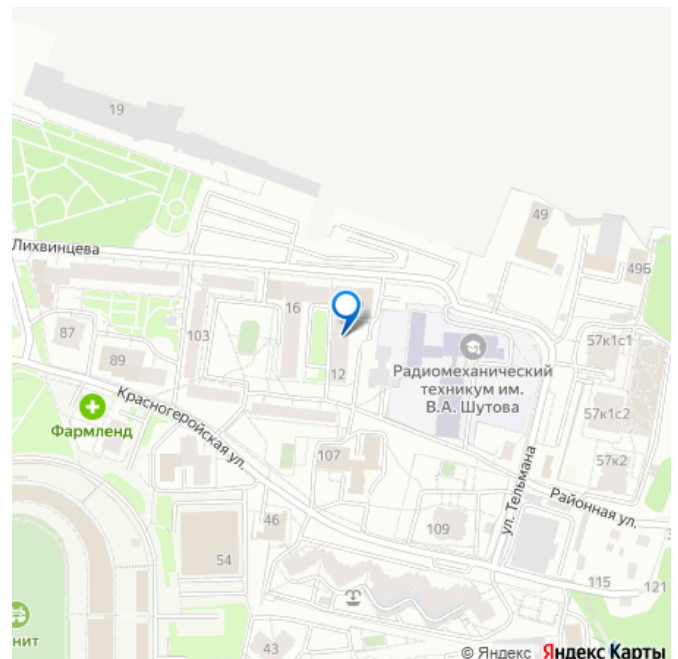 19
49
49Б
Лихвинцева
16
87
103
57к1с1
89
Радиомеханический
техникум им.
В.А. Шутова
12
Фармленд
Красногеройская ул.
57к1с2
107
57к2
ул. Тельмана
Районная ул.
46
109
54
115
121
нит
43
© Яндекс Яндекс Карты